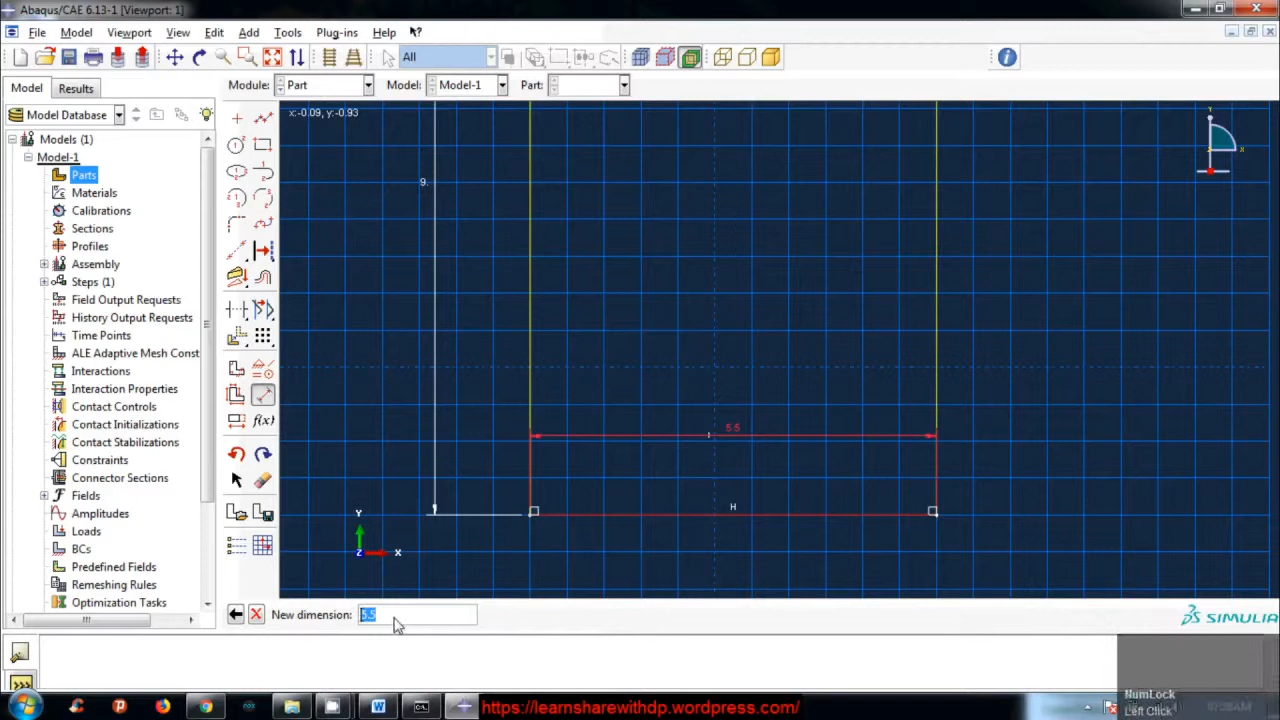 Abaqus/CAE 6.13-1 [Viewport: 1]
File Model Viewport View Edit Add Tools Plug-ins Help
All
Model Results
Module: Part Model: Model-1 Part:
Model Database
x:-0.09, y:-0.93
Models (1)
Model-1
Parts
Materials
Calibrations
Sections
Profiles
Assembly
Steps (1)
Field Output Requests
History Output Requests
Time Points
ALE Adaptive Mesh Const
Interactions
Interaction Properties
Contact Controls
Contact Initializations
Contact Stabilizations
Constraints
Connector Sections
Fields
Amplitudes
Loads
BCs
Predefined Fields
Remeshing Rules
Optimization Tasks
f(x)
9.
5.5
H
Y
Z X
New dimension: 5.5
SIMULIA
NumLock
Left Click
https://learnsharewithdp.wordpress.com/